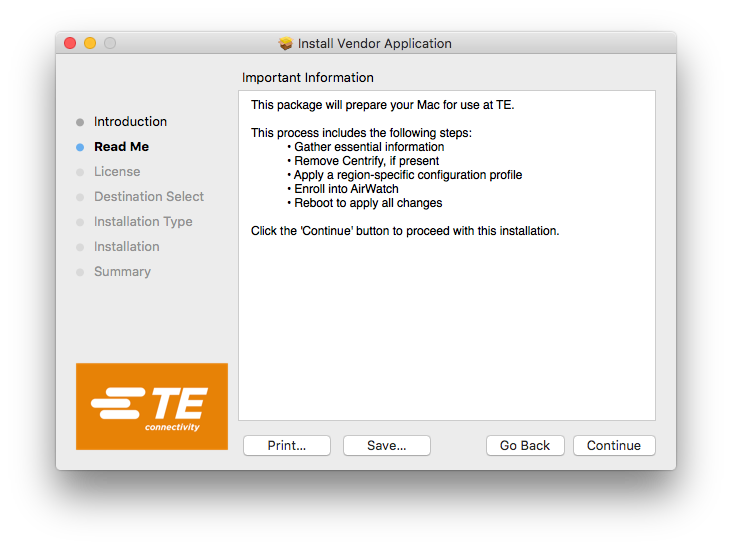 Install Vendor Application
Important Information
Introduction
Read Me
License
Destination Select
Installation Type
Installation
Summary
This package will prepare your Mac for use at TE.
This process includes the following steps:
• Gather essential information
• Remove Centrify, if present
• Apply a region-specific configuration profile
• Enroll into AirWatch
• Reboot to apply all changes
Click the 'Continue' button to proceed with this installation.
TE
connectivity
Print...
Save...
Go Back
Continue